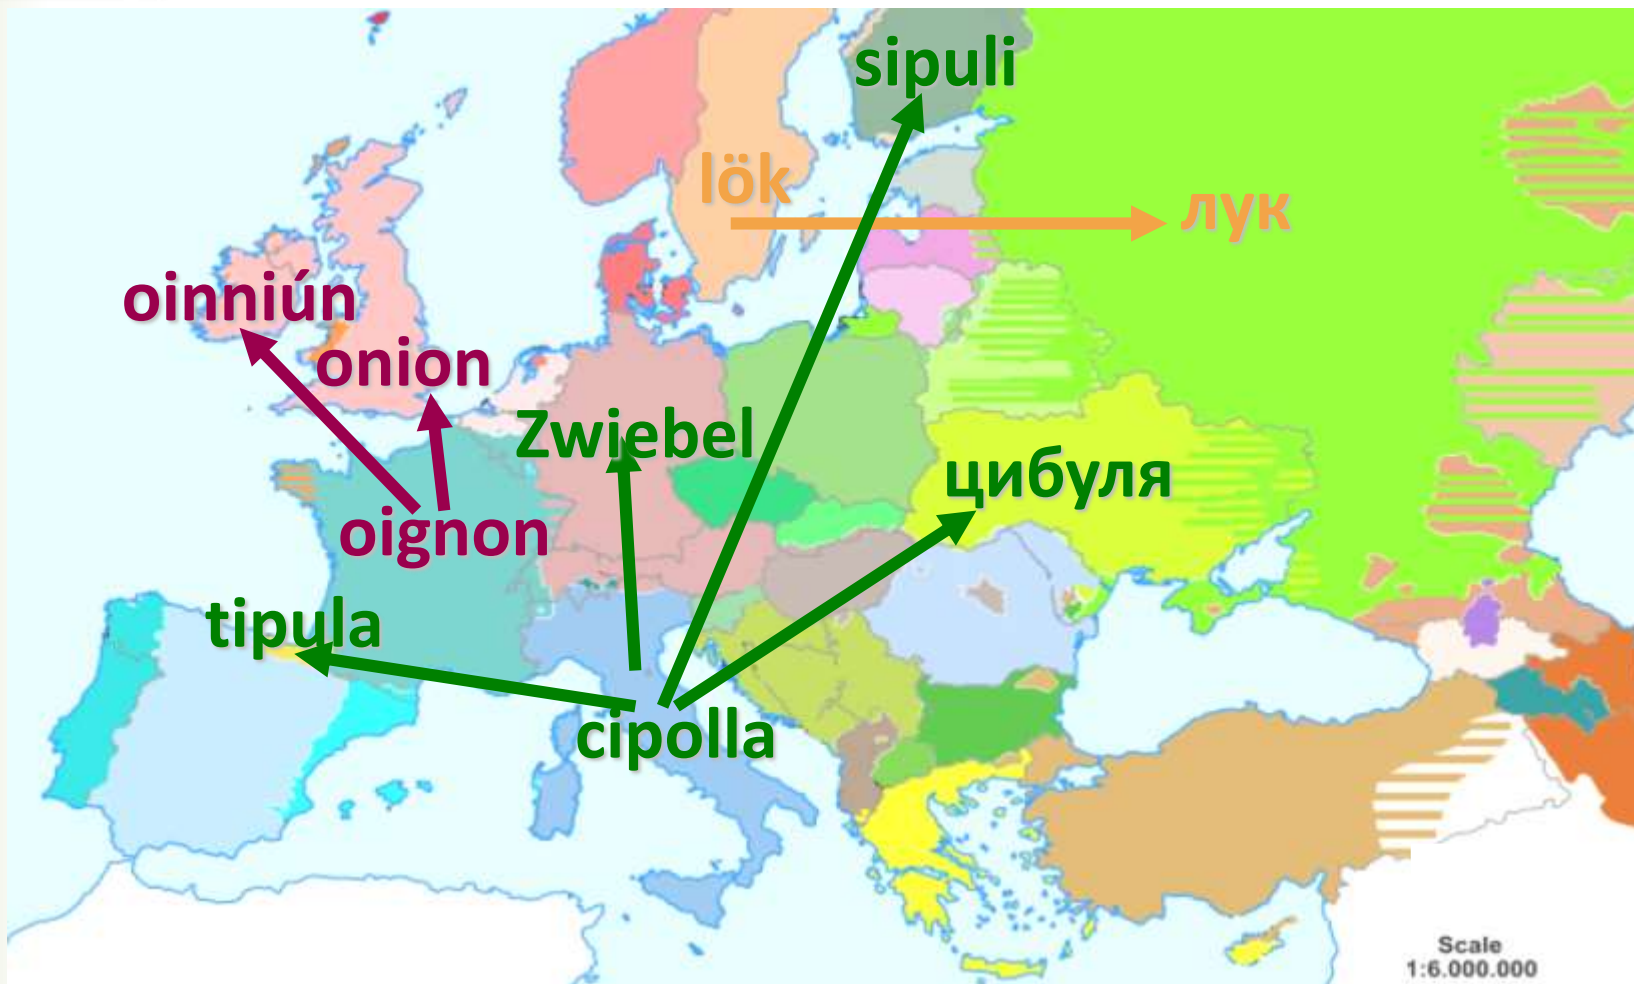 sipuli
lök
лук
oinniún
onion
Zwiebel
цибуля
oignon
tipula
cipolla
Scale
1:6.000.000